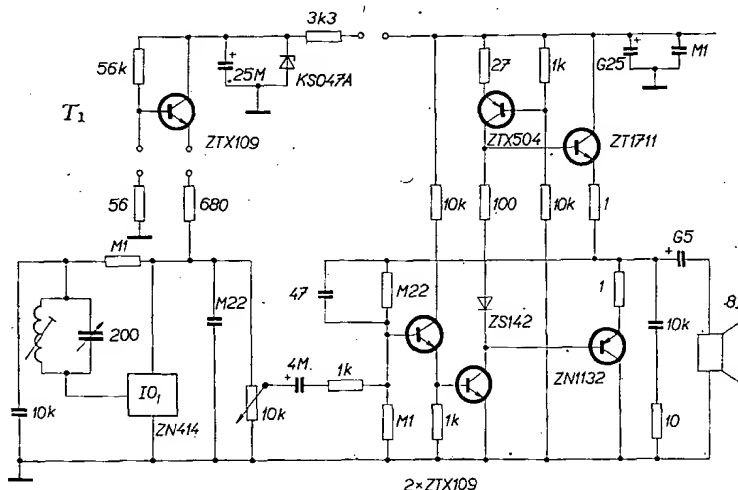 3k3
56k
+
25M
KS047A
27
1k
+
G25
M1
T1
ZTX109
ZTX504
ZT1711
56
680
10k
100
10k
1
M1
G5
+
M22
47
M22
1
200
ZS142
10k
8
4M
+
1k
ZN1132
IO1
10k
10k
ZN414
M1
1k
10
2×ZTX109